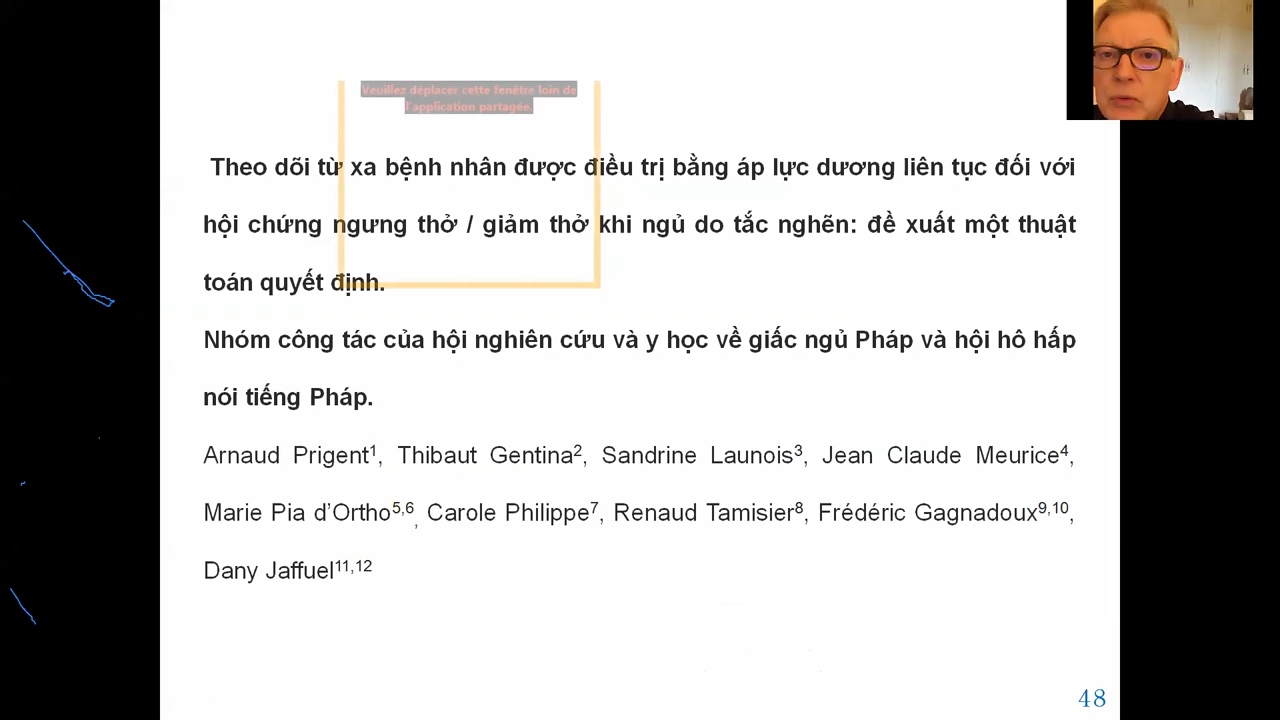 Veuillez déplacer cette fenêtre loin de
l'application partagée.
Theo dõi từ xa bệnh nhân được điều trị bằng áp lực dương liên tục đối với
hội chứng ngưng thở / giảm thở khi ngủ do tắc nghẽn: đề xuất một thuật
toán quyết định.
Nhóm công tác của hội nghiên cứu và y học về giấc ngủ Pháp và hội hô hấp
nói tiếng Pháp.
Arnaud Prigent¹, Thibaut Gentina², Sandrine Launois³, Jean Claude Meurice⁴,
Marie Pia d’Ortho⁵,⁶, Carole Philippe⁷, Renaud Tamisier⁸, Frédéric Gagnadoux⁹,¹⁰,
Dany Jaffuel¹¹,¹²
48